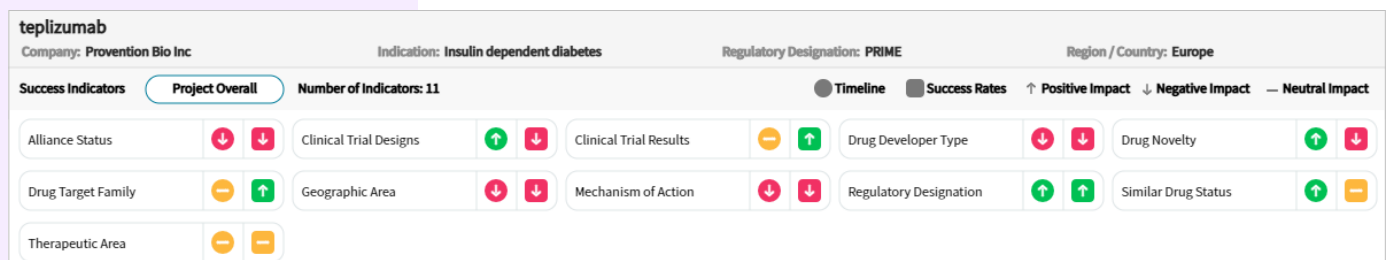 teplizumab
Company: Provention Bio Inc Indication: Insulin dependent diabetes Regulatory Designation: PRIME Region / Country: Europe
Success Indicators Project Overall Number of Indicators: 11 Timeline Success Rates ↑ Positive Impact ↓ Negative Impact — Neutral Impact
Alliance Status Clinical Trial Designs Clinical Trial Results Drug Developer Type Drug Novelty
Drug Target Family Geographic Area Mechanism of Action Regulatory Designation Similar Drug Status
Therapeutic Area